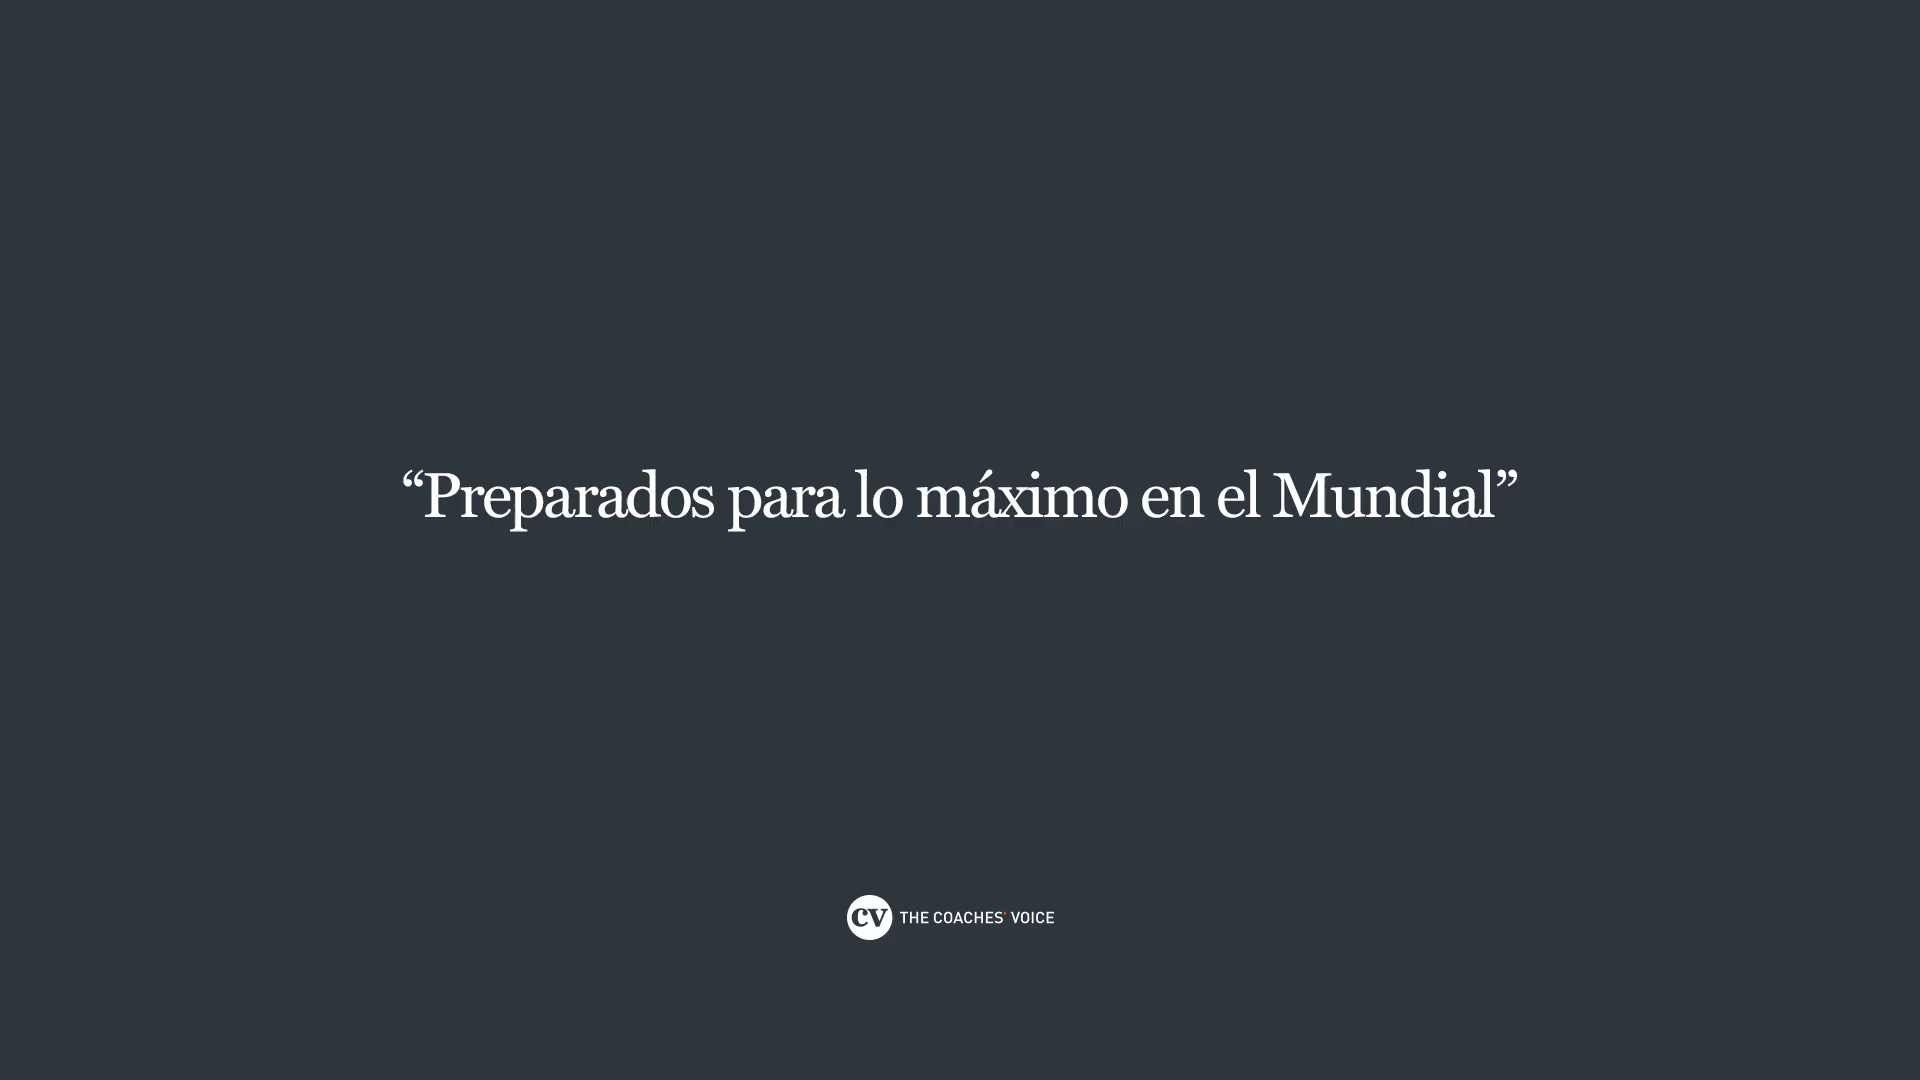 “Preparados para lo máximo en el Mundial”
CV THE COACHES’ VOICE